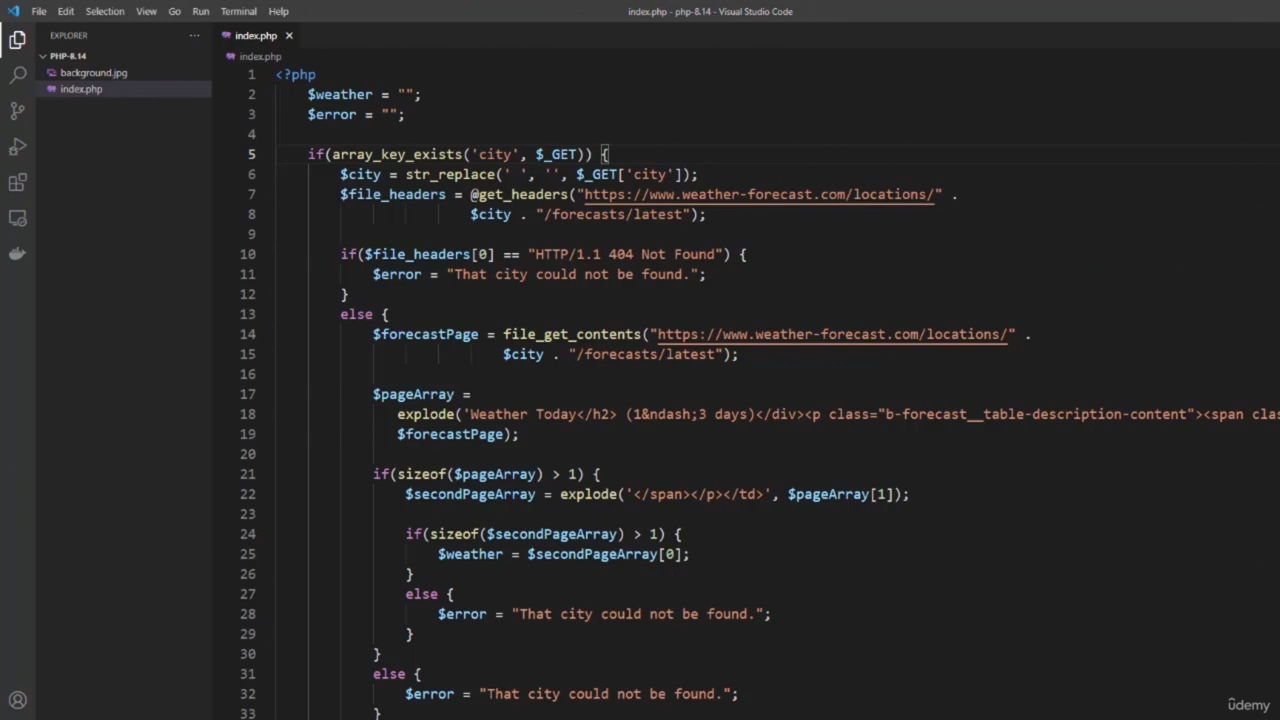 File Edit Selection View Go Run Terminal Help index.php - php-8.14 - Visual Studio Code
EXPLORER ··· index.php
PHP-8.14 index.php
background.jpg
index.php
1 <?php
2 $weather = "";
3 $error = "";
4
5 if(array_key_exists('city', $_GET)) {
6 $city = str_replace(' ', '', $_GET['city']);
7 $file_headers = @get_headers("https://www.weather-forecast.com/locations/" .
8 $city . "/forecasts/latest");
9
10 if($file_headers[0] == "HTTP/1.1 404 Not Found") {
11 $error = "That city could not be found.";
12 }
13 else {
14 $forecastPage = file_get_contents("https://www.weather-forecast.com/locations/" .
15 $city . "/forecasts/latest");
16
17 $pageArray =
18 explode('Weather Today</h2> (1&ndash;3 days)</div><p class="b-forecast__table-description-content"><span clas
19 $forecastPage);
20
21 if(sizeof($pageArray) > 1) {
22 $secondPageArray = explode('</span></p></td>', $pageArray[1]);
23
24 if(sizeof($secondPageArray) > 1) {
25 $weather = $secondPageArray[0];
26 }
27 else {
28 $error = "That city could not be found.";
29 }
30 }
31 else {
32 $error = "That city could not be found.";
33 }
ûdemy